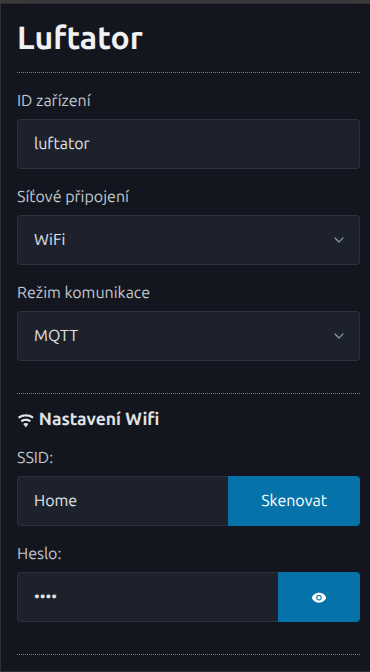 Luftator
ID zařízení
luftator
Síťové připojení
WiFi
Režim komunikace
MQTT
Nastavení Wifi
SSID:
Home
Skenovat
Heslo:
••••